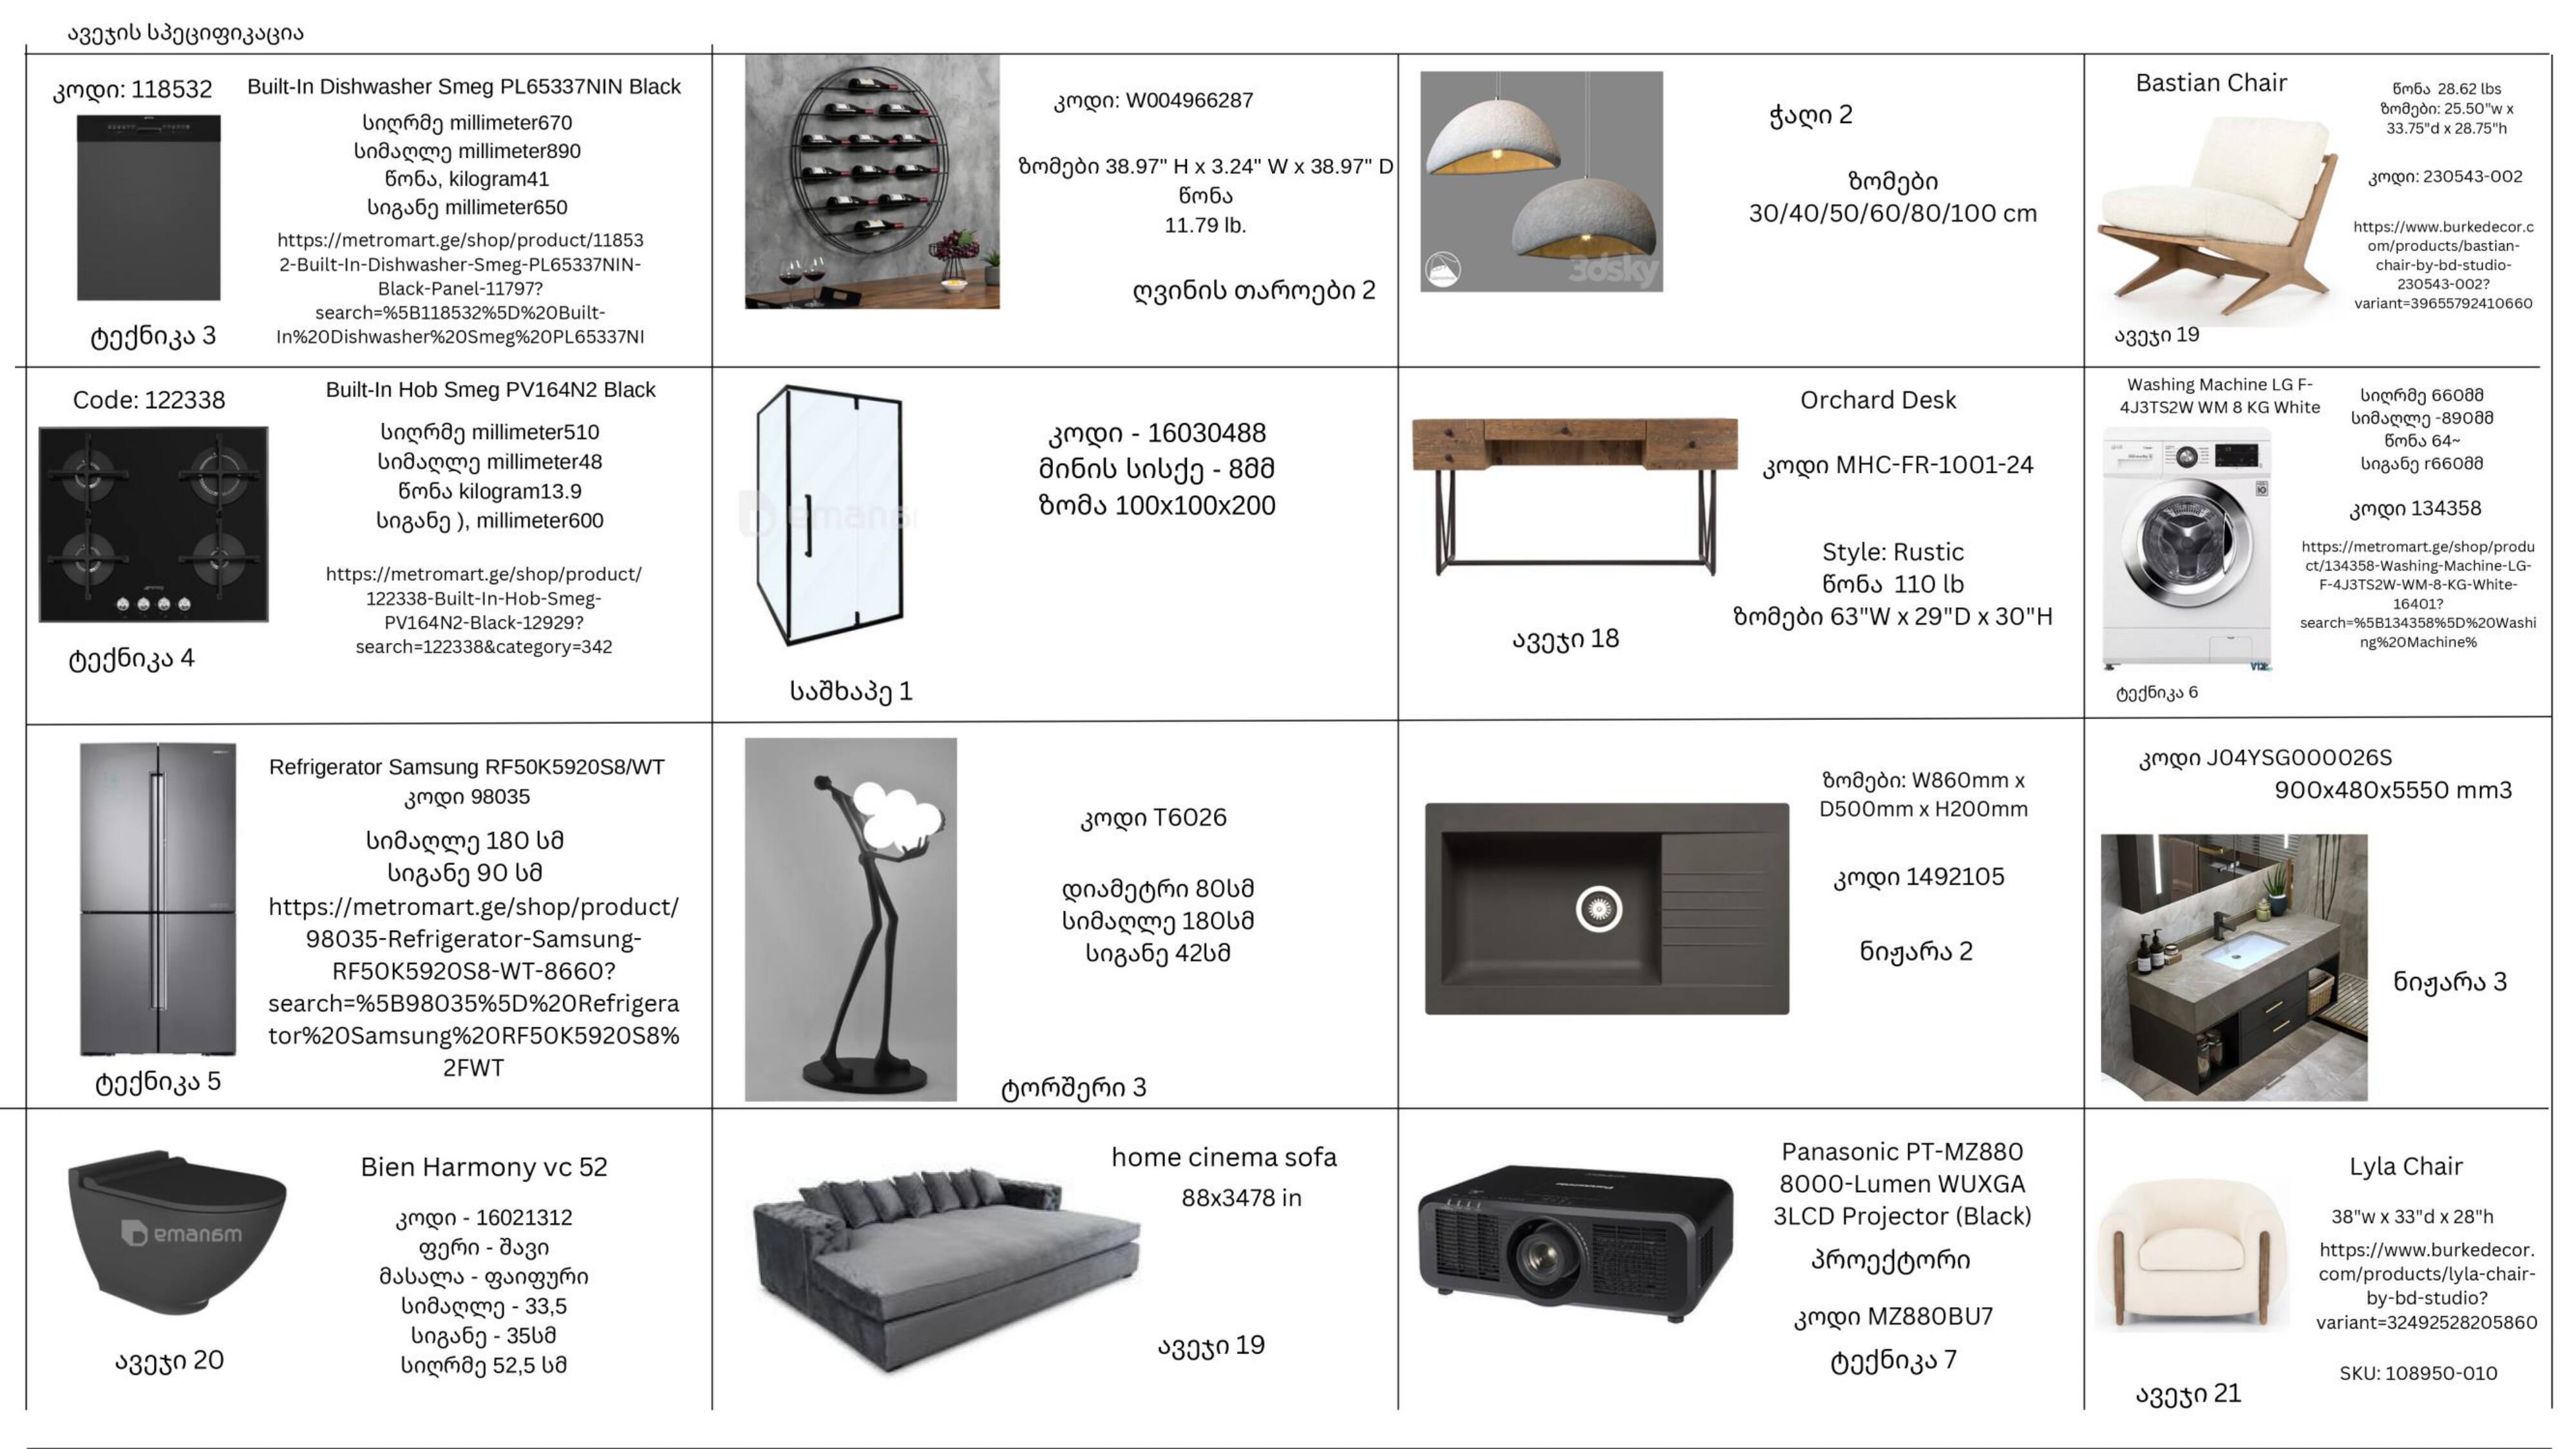 ავეჯის სპეციფიკაცია
კოდი: 118532
Built-In Dishwasher Smeg PL65337NIN Black
სიღრმე millimeter670
სიმაღლე millimeter890
წონა, kilogram41
სიგანე millimeter650
https://metromart.ge/shop/product/11853
2-Built-In-Dishwasher-Smeg-PL65337NIN-
Black-Panel-11797?
search=%5B118532%5D%20Built-
In%20Dishwasher%20Smeg%20PL65337NI
ტექნიკა 3
კოდი: W004966287
ზომები 38.97" H x 3.24" W x 38.97" D
წონა
11.79 lb.
ღვინის თაროები 2
3dsky
ჭაღი 2
ზომები
30/40/50/60/80/100 cm
Bastian Chair
წონა 28.62 lbs
ზომები: 25.50"w x
33.75"d x 28.75"h
კოდი: 230543-002
https://www.burkedecor.c
om/products/bastian-
chair-by-bd-studio-
230543-002?
variant=39655792410660
ავეჯი 19
Code: 122338
Built-In Hob Smeg PV164N2 Black
სიღრმე millimeter510
სიმაღლე millimeter48
წონა kilogram13.9
სიგანე ), millimeter600
https://metromart.ge/shop/product/
122338-Built-In-Hob-Smeg-
PV164N2-Black-12929?
search=122338&category=342
ტექნიკა 4
კოდი - 16030488
მინის სისქე - 8მმ
ზომა 100x100x200
საშხაპე 1
Orchard Desk
კოდი MHC-FR-1001-24
Style: Rustic
წონა 110 lb
ზომები 63"W x 29"D x 30"H
ავეჯი 18
Washing Machine LG F-
4J3TS2W WM 8 KG White
სიღრმე 660მმ
სიმაღლე -890მმ
წონა 64~
სიგანე r660მმ
კოდი 134358
https://metromart.ge/shop/produ
ct/134358-Washing-Machine-LG-
F-4J3TS2W-WM-8-KG-White-
16401?
search=%5B134358%5D%20Washi
ng%20Machine%
ტექნიკა 6
Refrigerator Samsung RF50K5920S8/WT
კოდი 98035
სიმაღლე 180 სმ
სიგანე 90 სმ
https://metromart.ge/shop/product/
98035-Refrigerator-Samsung-
RF50K5920S8-WT-8660?
search=%5B98035%5D%20Refrigera
tor%20Samsung%20RF50K5920S8%
2FWT
ტექნიკა 5
კოდი T6026
დიამეტრი 80სმ
სიმაღლე 180სმ
სიგანე 42სმ
ტორშერი 3
ზომები: W860mm x
D500mm x H200mm
კოდი 1492105
ნიჟარა 2
კოდი J04YSG000026S
900x480x5550 mm3
ნიჟარა 3
Bien Harmony vc 52
კოდი - 16021312
ფერი - შავი
მასალა - ფაიფური
სიმაღლე - 33,5
სიგანე - 35სმ
სიღრმე 52,5 სმ
ავეჯი 20
home cinema sofa
88x3478 in
ავეჯი 19
Panasonic PT-MZ880
8000-Lumen WUXGA
3LCD Projector (Black)
პროექტორი
კოდი MZ880BU7
ტექნიკა 7
Lyla Chair
38"w x 33"d x 28"h
https://www.burkedecor.
com/products/lyla-chair-
by-bd-studio?
variant=32492528205860
SKU: 108950-010
ავეჯი 21